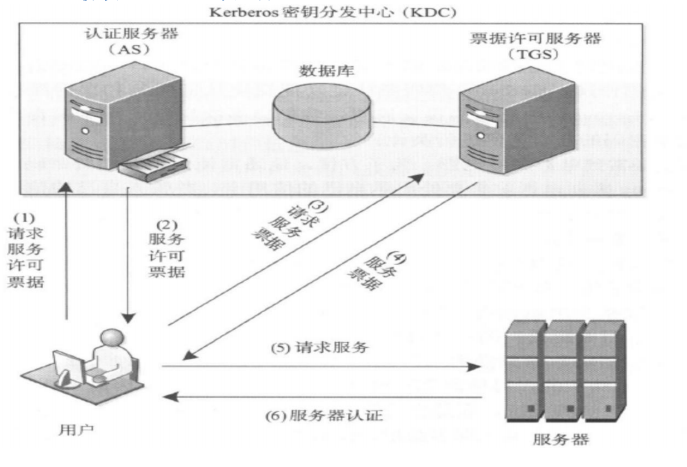 Kerberos 密钥分发中心（KDC）
认证服务器
（AS）
数据库
票据许可服务器
（TGS）
(1)
请求
服务
许可
票据
(2)
服务
许可
票据
(3)
请求
服务
票据
(4)
服务
票据
(5) 请求服务
(6)服务器认证
用户
服务器